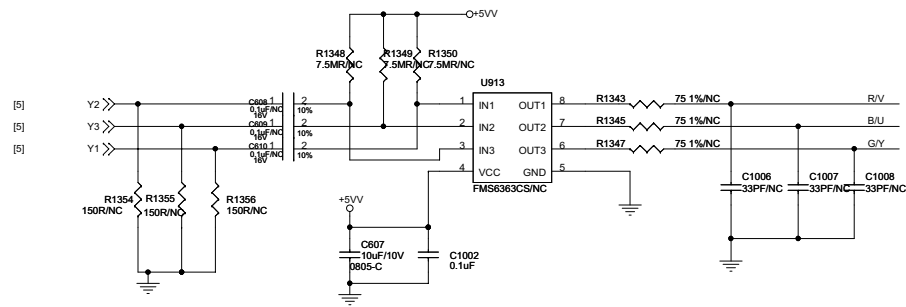 +5VV
R1348
7.5MR/NC
R1349
7.5MR/NC
R1350
7.5MR/NC
U913
[5] Y2 C608 0.1uF/NC 16V 1 2 10% 1 IN1 OUT1 8 R1343 75 1%/NC R/V
[5] Y3 C609 0.1uF/NC 16V 1 2 10% 2 IN2 OUT2 7 R1345 75 1%/NC B/U
[5] Y1 C610 0.1uF/NC 16V 1 2 10% 3 IN3 OUT3 6 R1347 75 1%/NC G/Y
4 VCC GND 5
FMS6363CS/NC
R1354
150R/NC
R1355
150R/NC
R1356
150R/NC
C1006
33PF/NC
C1007
33PF/NC
C1008
33PF/NC
+5VV
C607
10uF/10V
0805-C
C1002
0.1uF